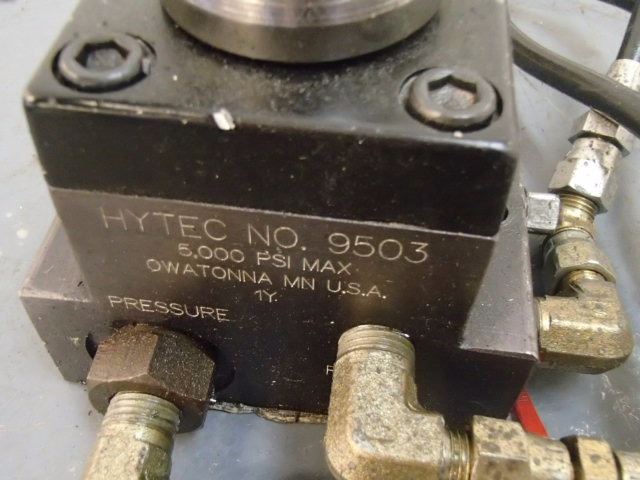 HYTEC NO. 9503
5,000 PSI MAX
OWATONNA MN U.S.A.
1Y
PRESSURE